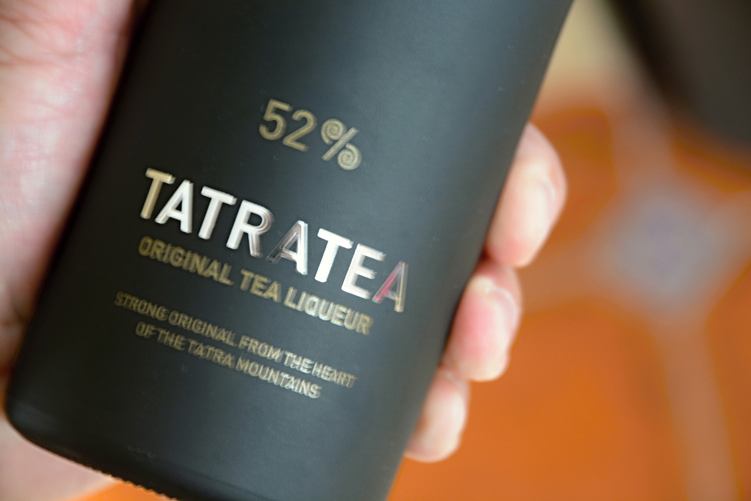 52%
TATRATEA
ORIGINAL TEA LIQUEUR
STRONG ORIGINAL FROM THE HEART
OF THE TATRA MOUNTAINS